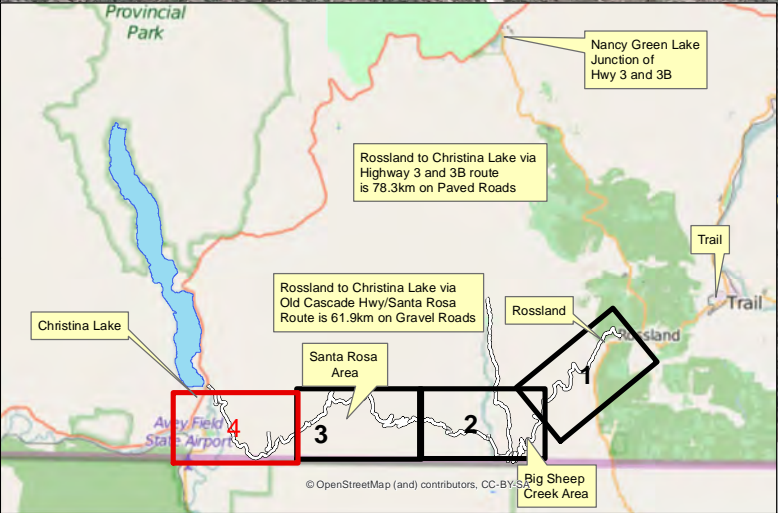 Provincial
Park
Nancy Green Lake
Junction of
Hwy 3 and 3B
Rossland to Christina Lake via
Highway 3 and 3B route
is 78.3km on Paved Roads
Trail
Trail
Rossland to Christina Lake via
Old Cascade Hwy/Santa Rosa
Route is 61.9km on Gravel Roads
Rossland
Rossland
Christina Lake
Santa Rosa
Area
1
2
3
4
Avey Field
State Airport
Big Sheep
Creek Area
© OpenStreetMap (and) contributors, CC-BY-SA